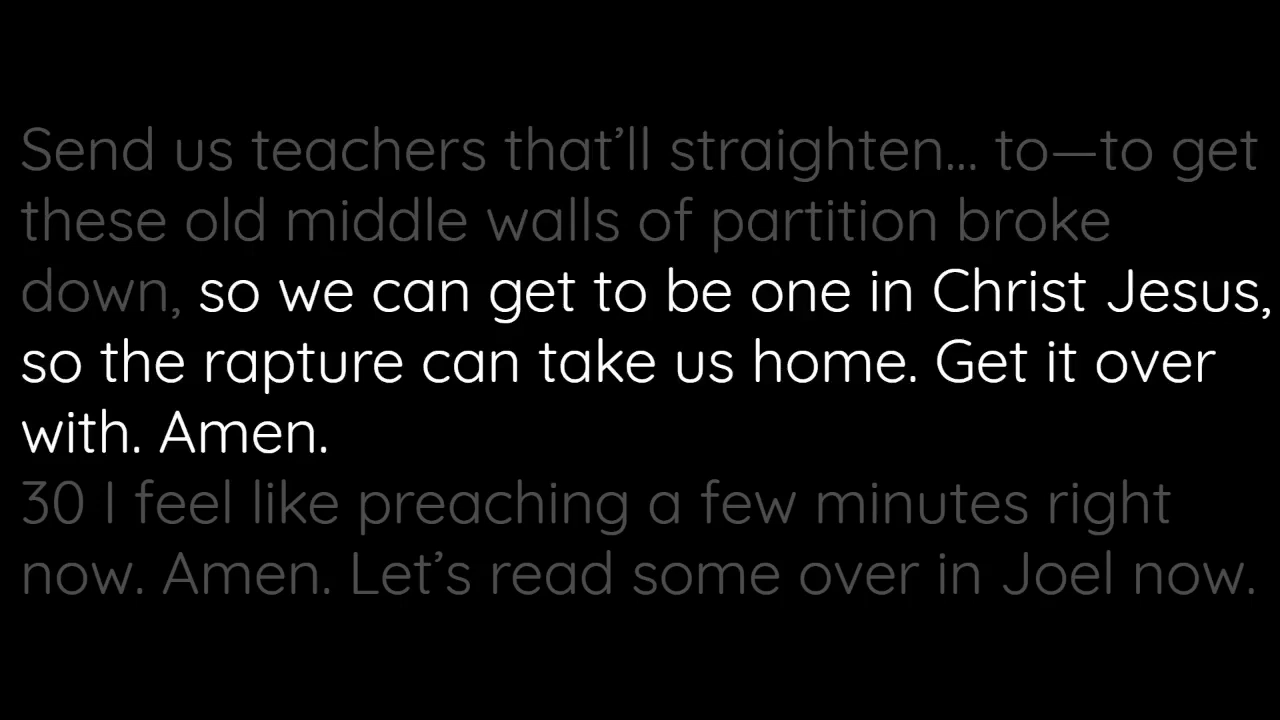 Send us teachers that’ll straighten... to—to get
these old middle walls of partition broke
down, so we can get to be one in Christ Jesus,
so the rapture can take us home. Get it over
with. Amen.
30 I feel like preaching a few minutes right
now. Amen. Let’s read some over in Joel now.